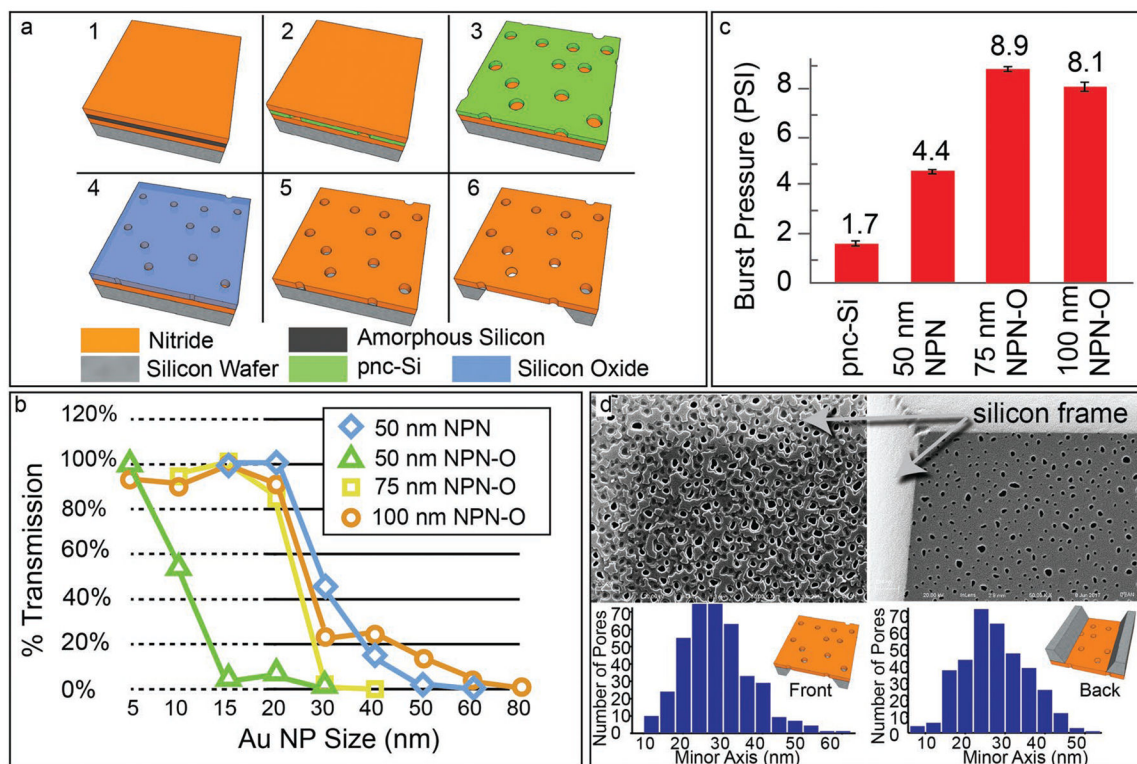 a
1
2
3
4
5
6
Nitride
Amorphous Silicon
Silicon Wafer
pnc-Si
Silicon Oxide
b
120%
100%
80%
60%
40%
20%
0%
% Transmission
5 10 15 20 30 40 50 60 80
Au NP Size (nm)
50 nm NPN
50 nm NPN-O
75 nm NPN-O
100 nm NPN-O
c
Burst Pressure (PSI)
8
6
4
2
0
1.7
4.4
8.9
8.1
pnc-Si
50 nm
NPN
75 nm
NPN-O
100 nm
NPN-O
d
silicon frame
Number of Pores
70
60
50
40
30
20
10
0
10 20 30 40 50 60
Minor Axis (nm)
Front
Number of Pores
70
60
50
40
30
20
10
0
10 20 30 40 50
Minor Axis (nm)
Back